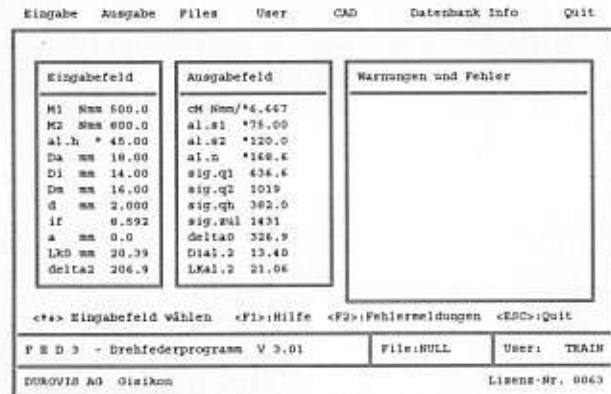 Eingabe Ausgabe Files User CAD Datenbank Info Quit
Eingabefeld
M1 Nmm 500.0
M2 Nmm 800.0
al.h ° 45.00
Da mm 18.00
Di mm 14.00
Dm mm 16.00
d mm 2.000
if 8.592
a mm 0.0
Lk0 mm 20.39
delta2 206.9
Ausgabefeld
cM Nmm/°6.667
al.s1 °75.00
al.s2 °120.0
al.n °168.6
sig.q1 636.6
sig.q2 1019
sig.qh 382.0
sig.zul 1431
delta0 326.9
Dia1.2 13.40
LKal.2 21.06
Warnungen und Fehler
Eingabefeld wählen <F1>:Hilfe <F2>:Fehlermeldungen <ESC>:Quit
F E D 3 - Drehfederprogramm V 3.01
File:NULL
User: TRAIN
DUROVIS AG Gisikon
Lizenz-Nr. 0063